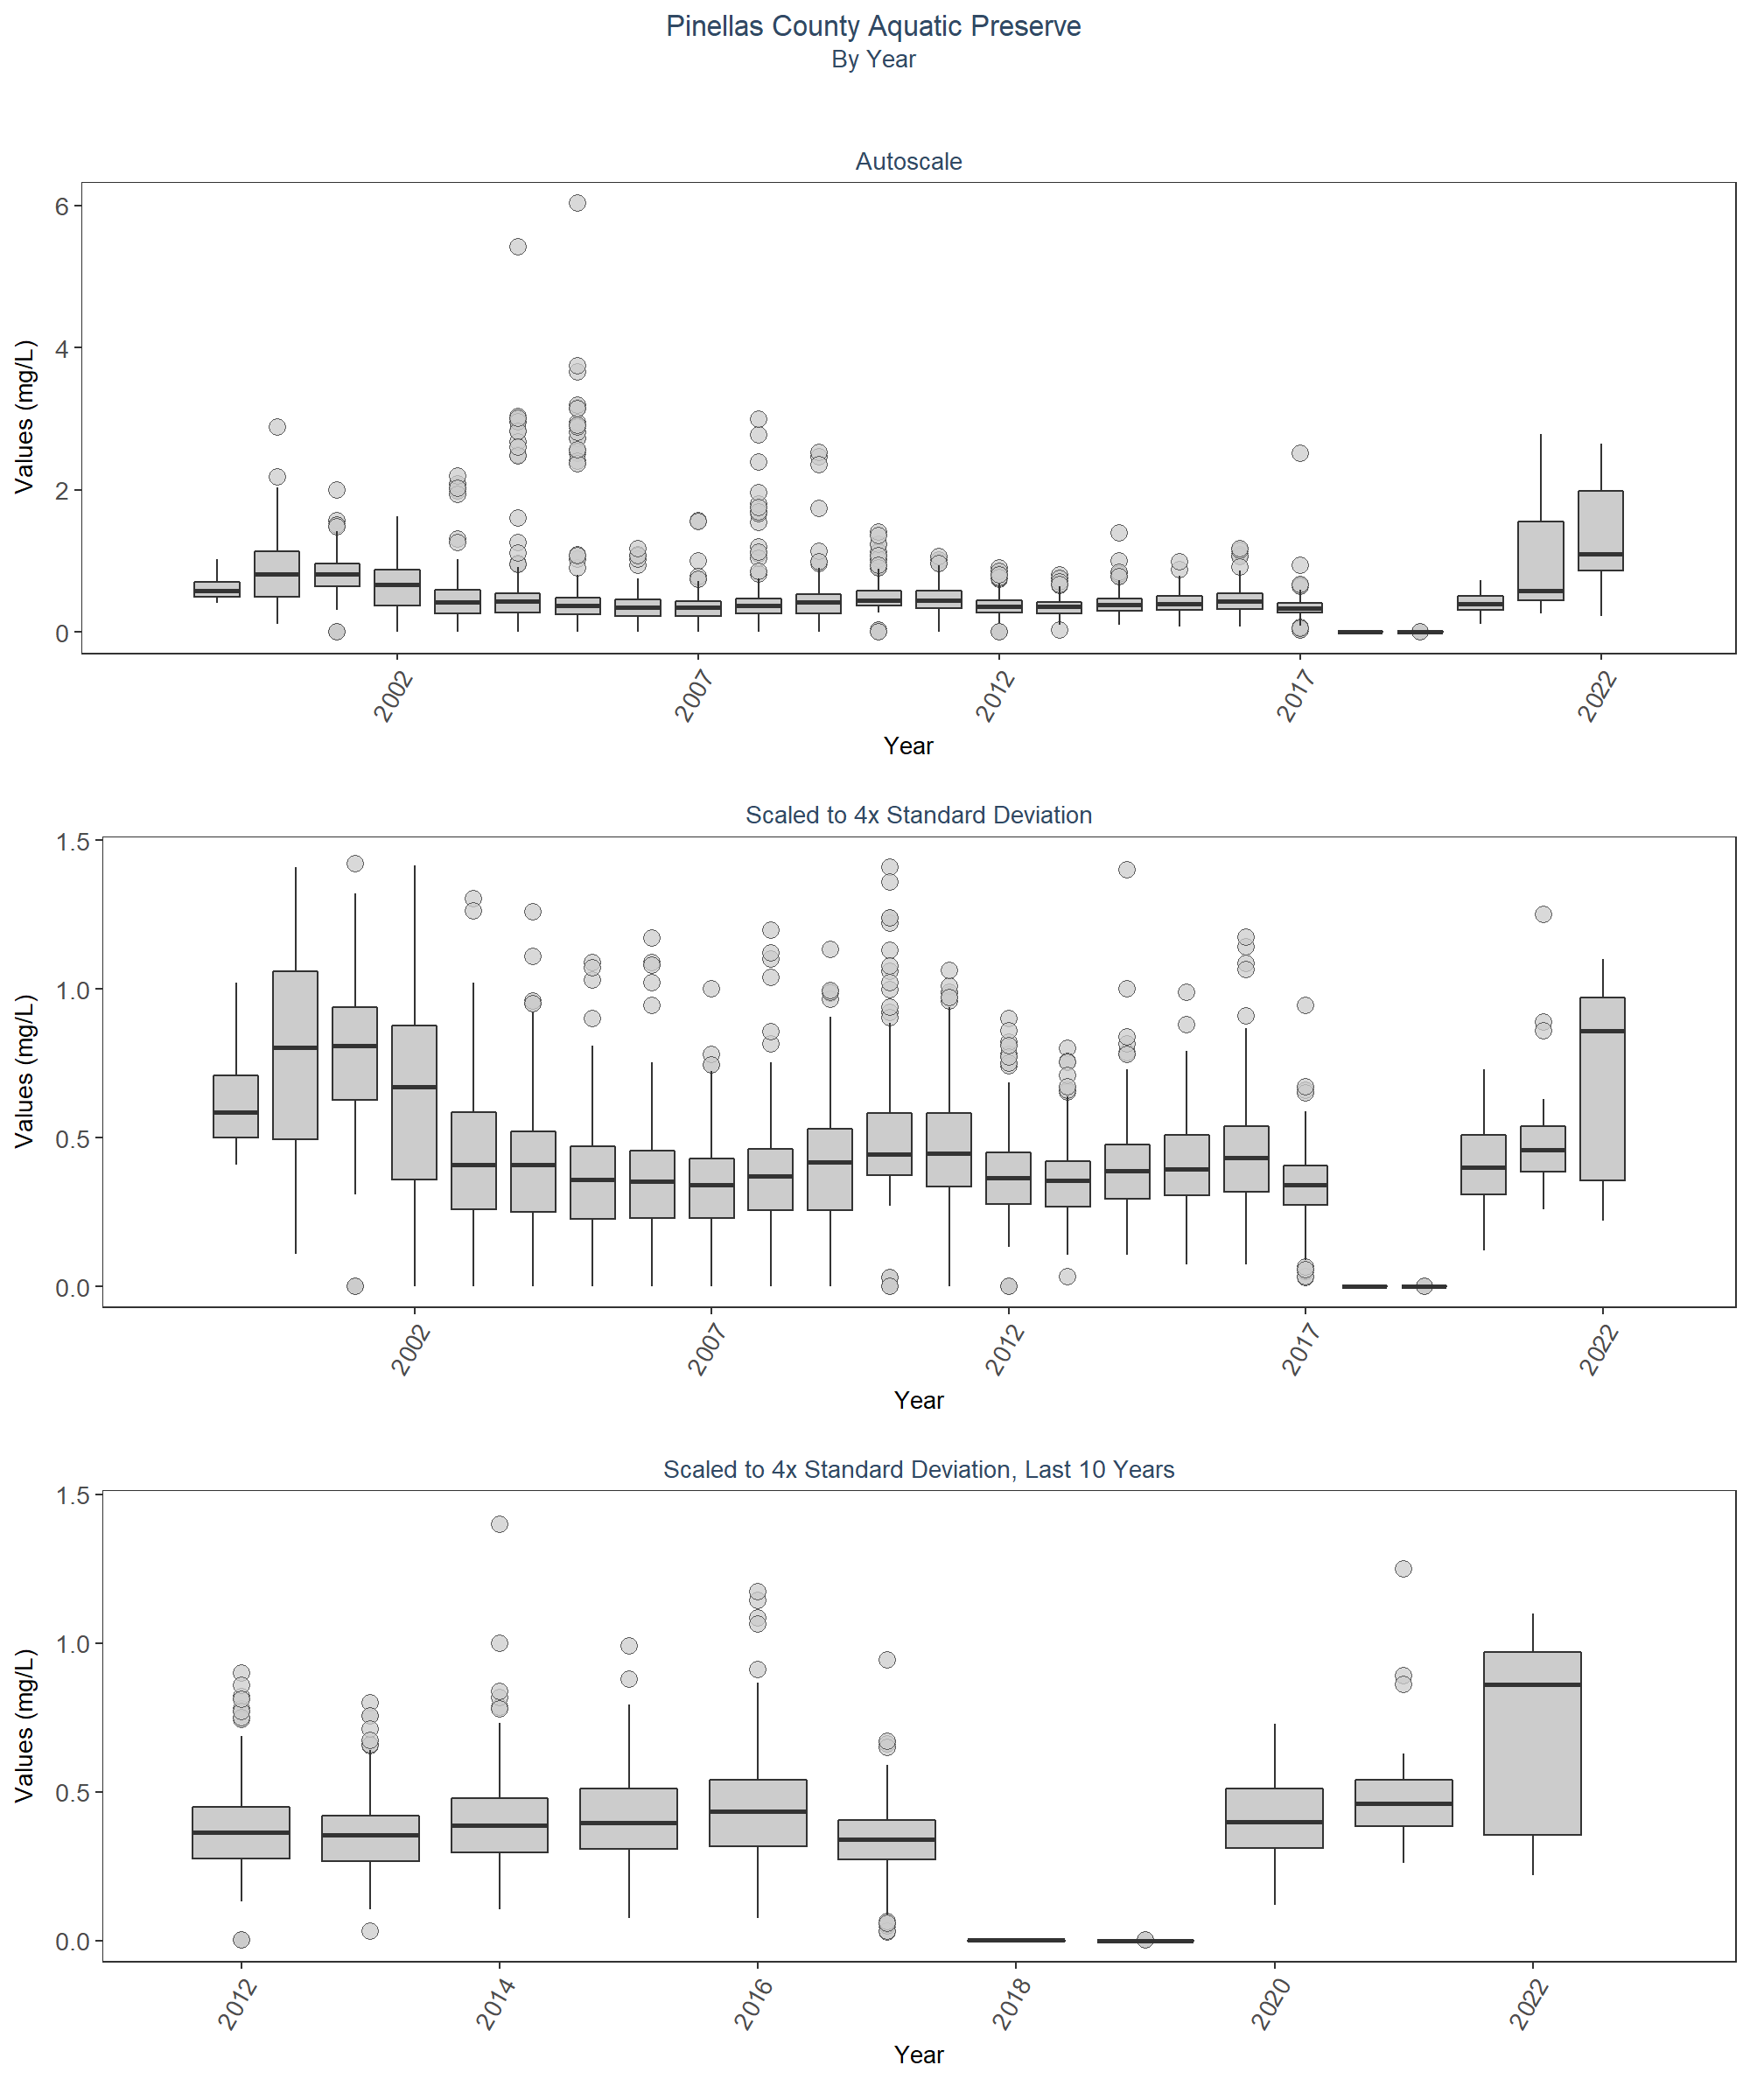 Pinellas County Aquatic Preserve
By Year
Autoscale
Values (mg/L)
6
4
2
0
2002
2007
2012
2017
2022
Year
Scaled to 4x Standard Deviation
Values (mg/L)
1.5
1.0
0.5
0.0
2002
2007
2012
2017
2022
Year
Scaled to 4x Standard Deviation, Last 10 Years
Values (mg/L)
1.5
1.0
0.5
0.0
2012
2014
2016
2018
2020
2022
Year